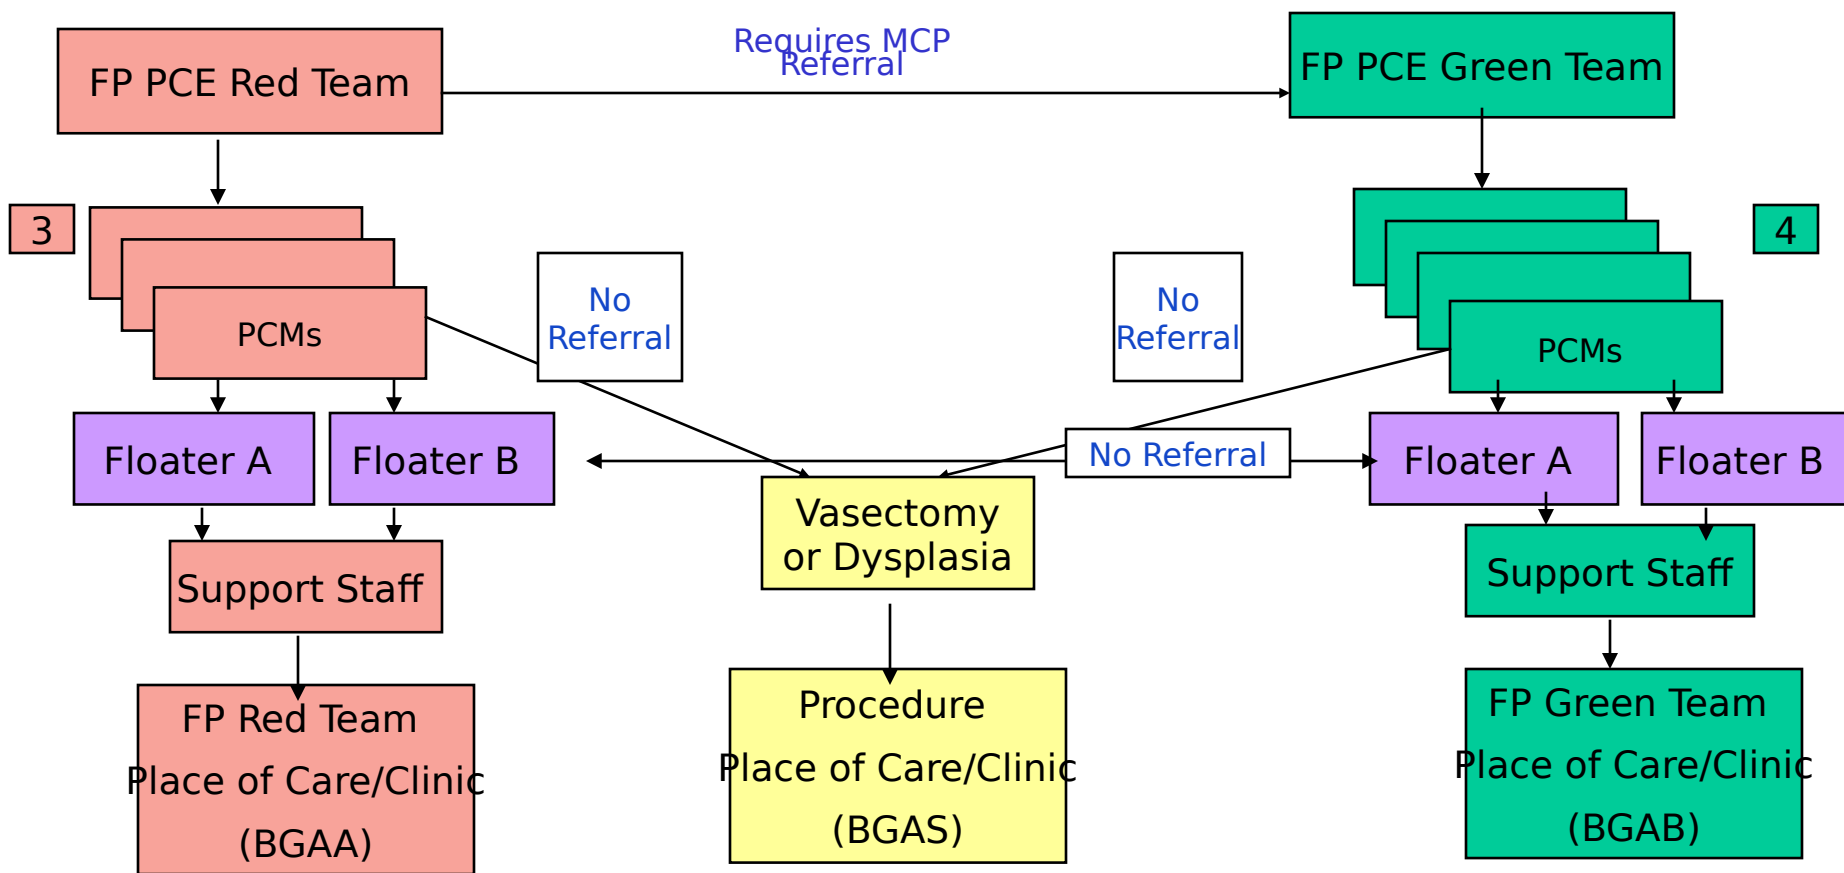 Requires MCP
Referral
FP PCE Red Team
FP PCE Green Team
3
4
No
Referral
No
Referral
PCMs
PCMs
Floater A
Floater B
No Referral
Floater A
Floater B
Vasectomy
or Dysplasia
Support Staff
Support Staff
FP Red Team
Place of Care/Clinic
(BGAA)
Procedure
Place of Care/Clinic
(BGAS)
FP Green Team
Place of Care/Clinic
(BGAB)